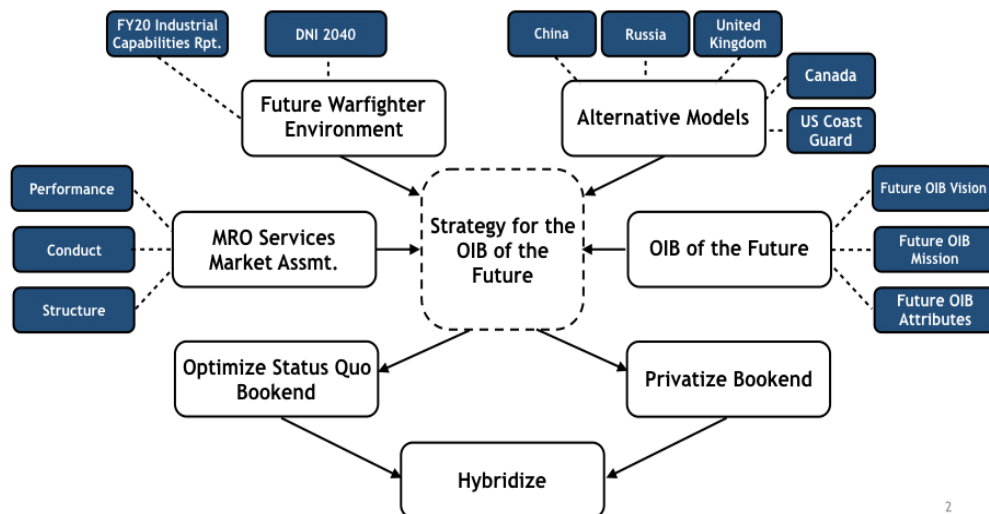 FY20 Industrial
Capabilities Rpt.
DNI 2040
China
Russia
United
Kingdom
Canada
US Coast
Guard
Future Warfighter
Environment
Alternative Models
Performance
Conduct
Structure
MRO Services
Market Assmt.
Strategy for the
OIB of the
Future
OIB of the Future
Future OIB Vision
Future OIB
Mission
Future OIB
Attributes
Optimize Status Quo
Bookend
Privatize Bookend
Hybridize
2